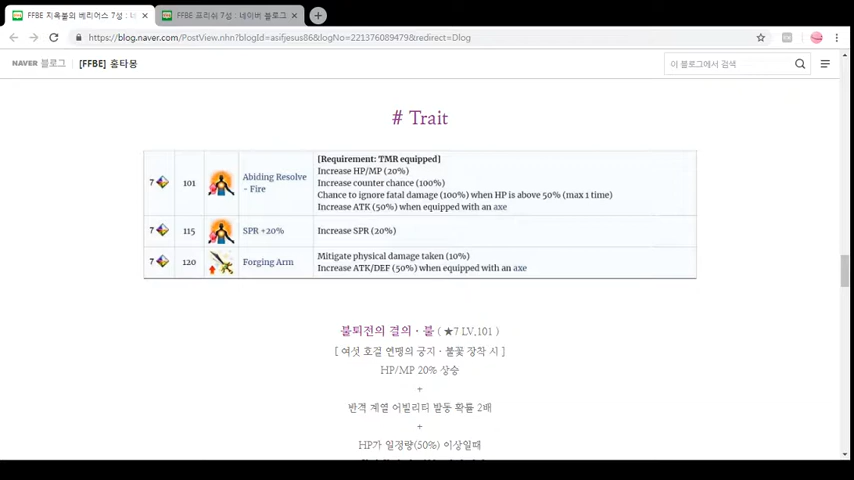 FFBE 지옥불의 베리어스 7성 : 네
FFBE 프리쉬 7성 : 네이버 블로그
https://blog.naver.com/PostView.nhn?blogId=asifjesus86&logNo=221376089479&redirect=Dlog
NAVER 블로그 [FFBE] 홀타몽
이 블로그에서 검색
# Trait
7 101 Abiding Resolve - Fire
[Requirement: TMR equipped]
Increase HP/MP (20%)
Increase counter chance (100%)
Chance to ignore fatal damage (100%) when HP is above 50% (max 1 time)
Increase ATK (50%) when equipped with an axe
7 115 SPR +20% Increase SPR (20%)
7 120 Forging Arm
Mitigate physical damage taken (10%)
Increase ATK/DEF (50%) when equipped with an axe
불퇴전의 결의 · 불 ( ★7 LV.101 )
[ 여섯 호걸 연맹의 긍지 · 불꽃 장착 시 ]
HP/MP 20% 상승
+
반격 계열 어빌리티 발동 확률 2배
+
HP가 일정량(50%) 이상일때